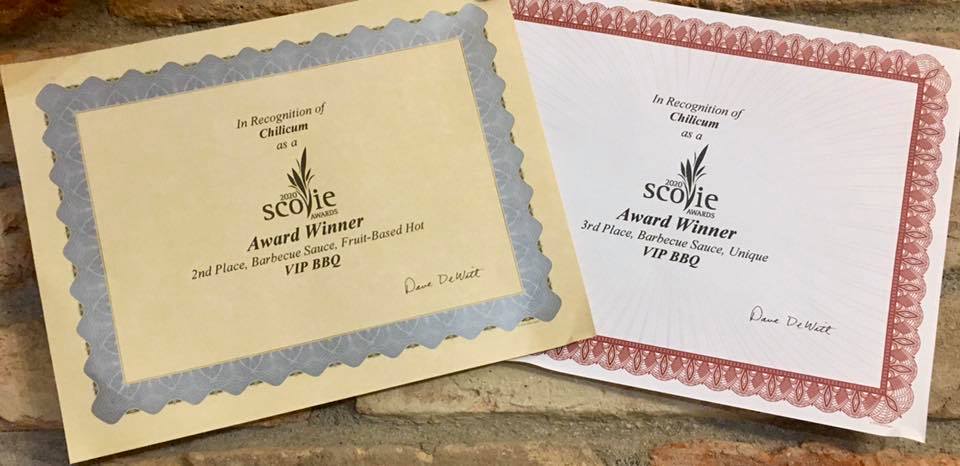 In Recognition of
Chilicum
as a
2020
scovie
AWARDS
Award Winner
2nd Place, Barbecue Sauce, Fruit-Based Hot
VIP BBQ
Dave DeWitt
In Recognition of
Chilicum
as a
2020
scovie
AWARDS
Award Winner
3rd Place, Barbecue Sauce, Unique
VIP BBQ
Dave DeWitt